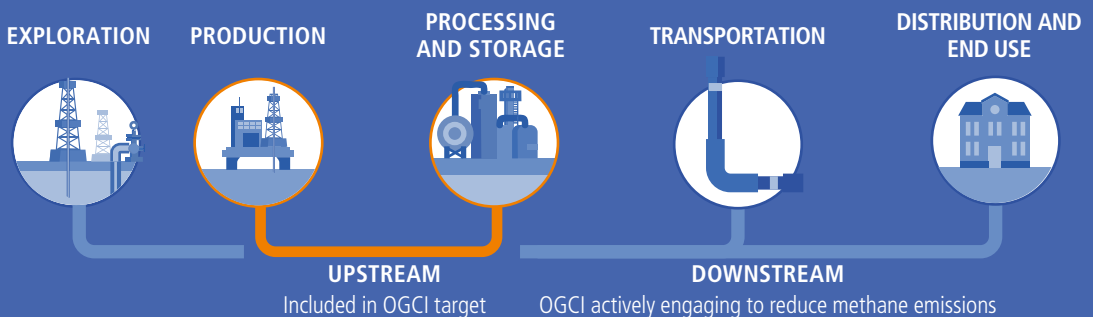 EXPLORATION
PRODUCTION
PROCESSING
AND STORAGE
TRANSPORTATION
DISTRIBUTION AND
END USE
UPSTREAM
Included in OGCI target
DOWNSTREAM
OGCI actively engaging to reduce methane emissions